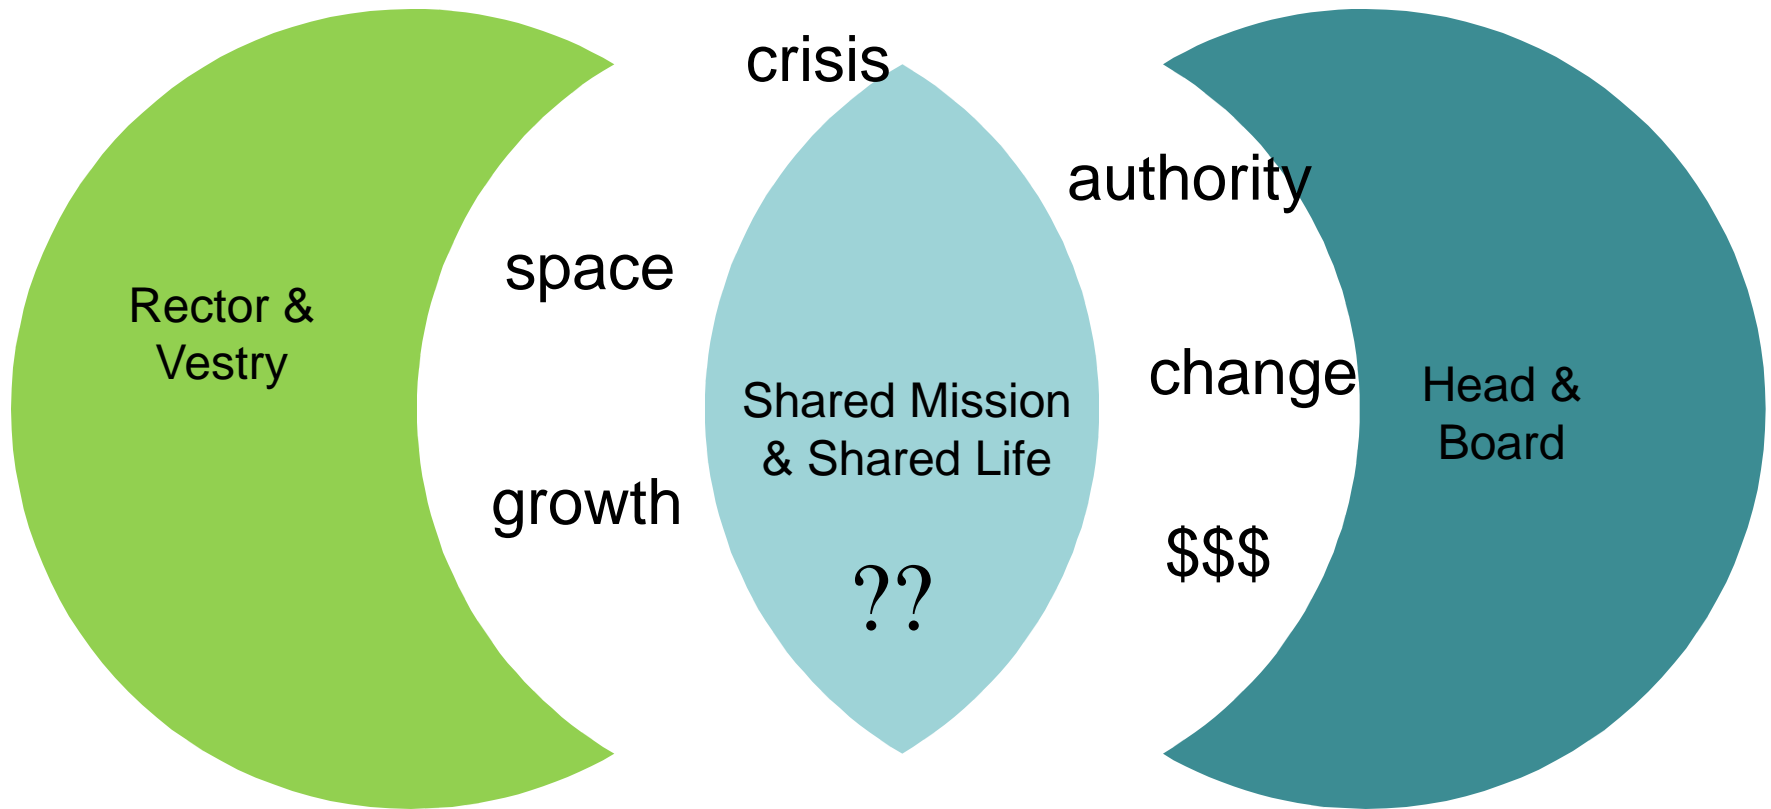 crisis
authority
space
Rector &
Vestry
change
Head &
Board
Shared Mission
& Shared Life
growth
$$$
??